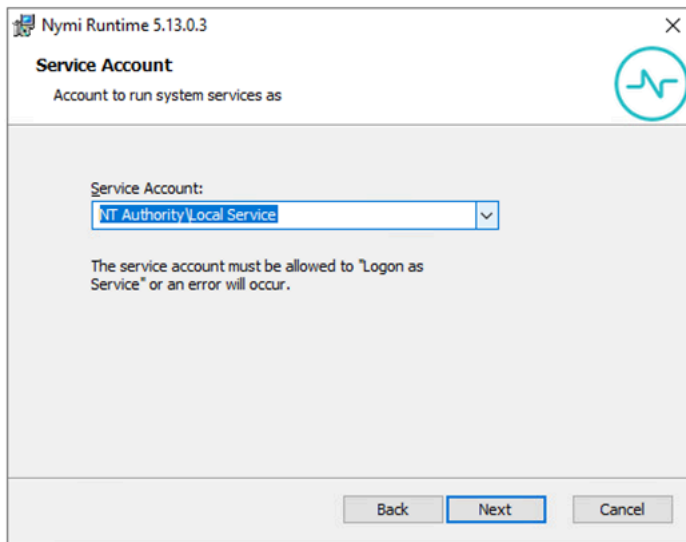 Nymi Runtime 5.13.0.3
Service Account
Account to run system services as
Service Account:
NT Authority\Local Service
The service account must be allowed to "Logon as
Service" or an error will occur.
Back
Next
Cancel